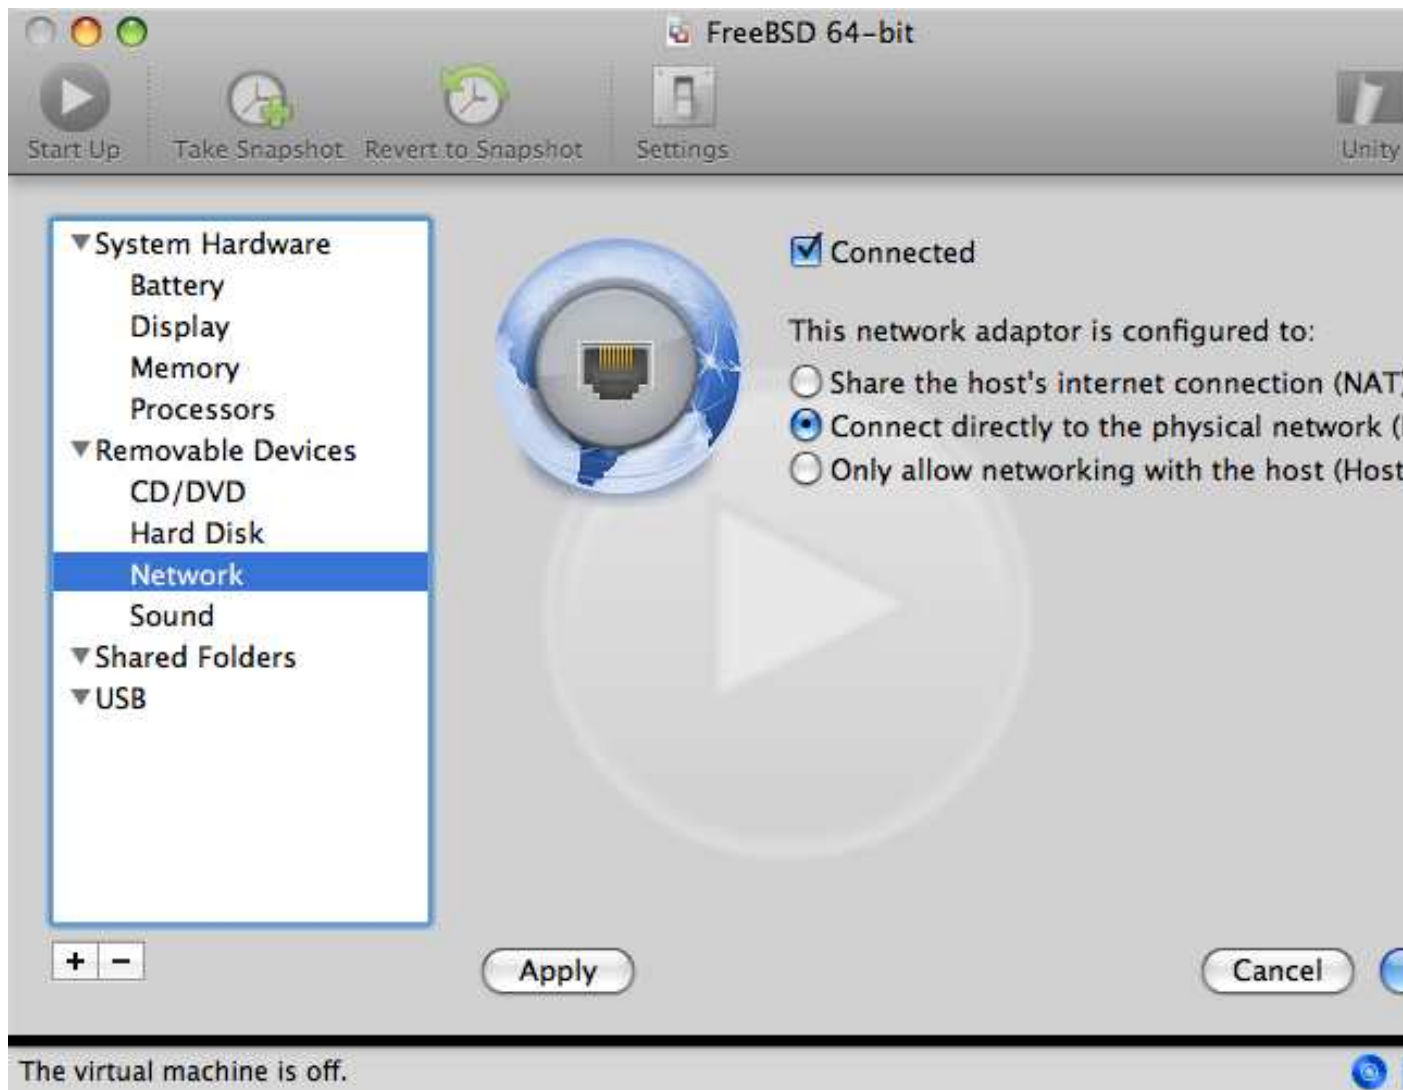 FreeBSD 64-bit
Start Up Take Snapshot Revert to Snapshot Settings Unity
System Hardware
Battery
Display
Memory
Processors
Removable Devices
CD/DVD
Hard Disk
Network
Sound
Shared Folders
USB
Connected
This network adaptor is configured to:
Share the host's internet connection (NAT)
Connect directly to the physical network (
Only allow networking with the host (Host
+ −
Apply
Cancel
The virtual machine is off.